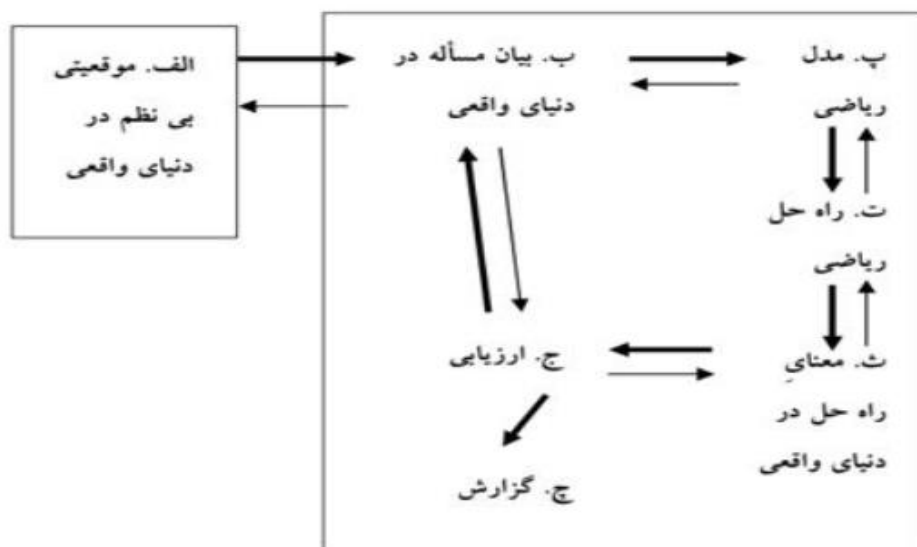 الف. موقعیتی
بی نظم در
دنیای واقعی
ب. بیان مسأله در
دنیای واقعی
پ. مدل
ریاضی
ت. راه حل
ریاضی
ث. معنایِ
راه حل در
دنیای واقعی
ج. ارزیابی
چ. گزارش